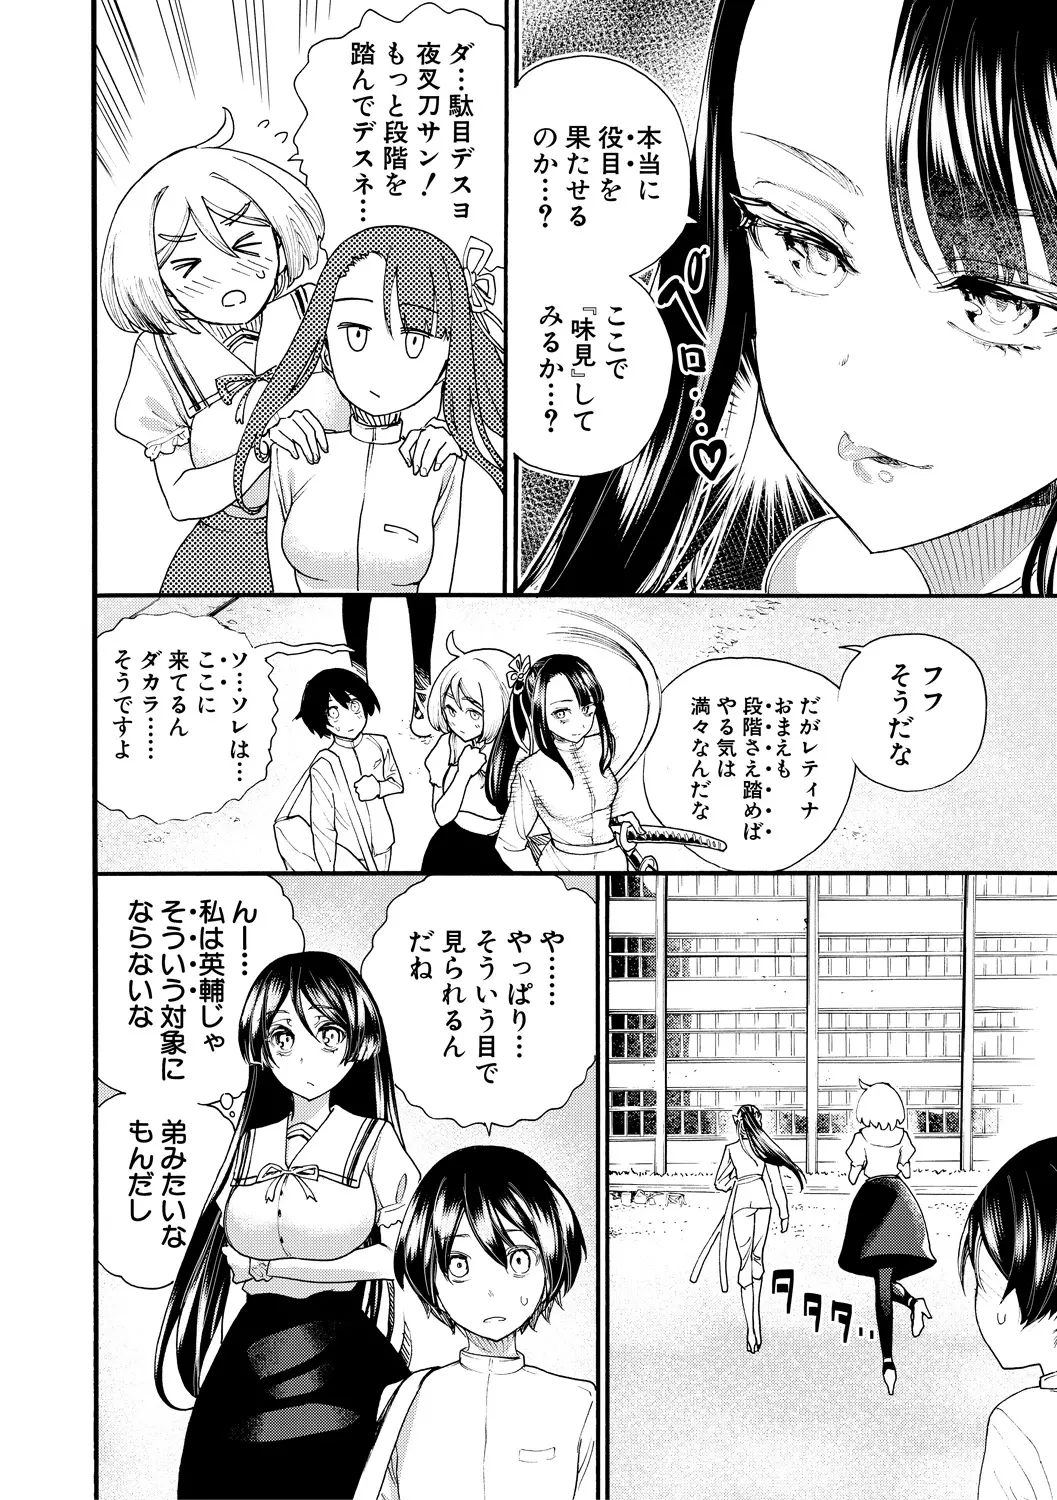 本当に
役目を
果たせる
のか…?
ここで
『味見』して
みるか…?
ペロ…♡
ダ…駄目デスヨ
夜叉刀サン!
もっと段階を
踏んでデスネ…
フフ
そうだな
だがレティナ
おまえも
段階さえ踏めば
やる気は
満々なんだな
ソ…ソレは…
ここに
来てるん
ダカラ……
そうですよ
タタタ…
や……
やっぱり…
そういう目で
見られるん
だね
んー…
私は英輔じゃ
そういう対象に
ならないな
弟みたいな
もんだし